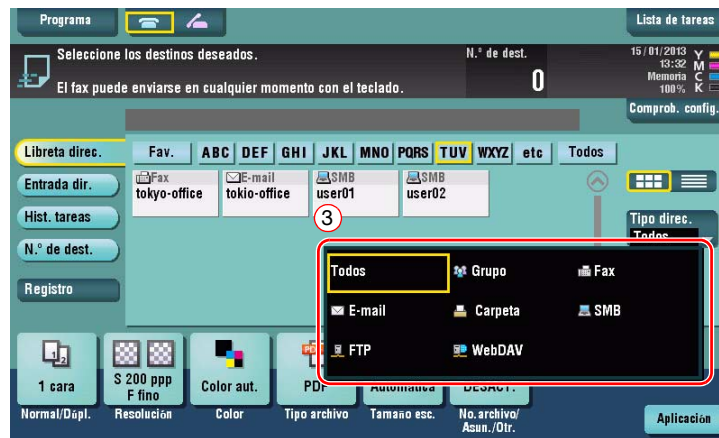 Programa
Lista de tareas
Seleccione los destinos deseados.
N.° de dest.
0
15/01/2013
13:32
Memoria
100%
Y
M
C
K
El fax puede enviarse en cualquier momento con el teclado.
Comprob. config.
Libreta direc.
Fav. ABC DEF GHI JKL MNO PQRS TUV WXYZ etc Todos
Entrada dir.
Hist. tareas
N.° de dest.
Registro
Fax
tokyo-office
E-mail
tokio-office
SMB
user01
SMB
user02
Tipo direc.
Todos
3
Todos Grupo Fax
E-mail Carpeta SMB
FTP WebDAV
1 cara
S 200 ppp
F fino
Color aut.
PDF
Automática
DESACT.
Normal/Dúpl. Resolución Color Tipo archivo Tamaño esc. No.archivo/
Asun./Otr.
Aplicación